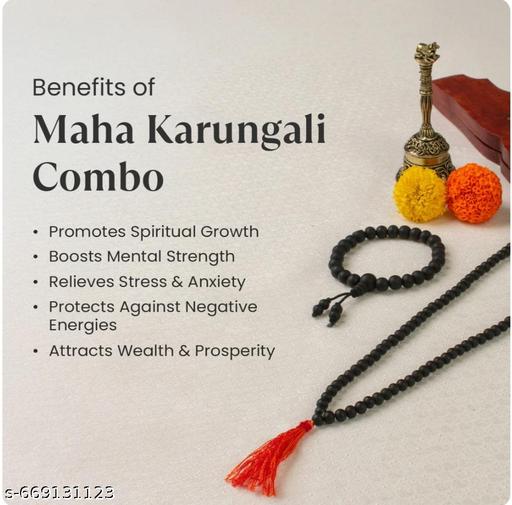 Benefits of
Maha Karungali
Combo
• Promotes Spiritual Growth
• Boosts Mental Strength
• Relieves Stress & Anxiety
• Protects Against Negative
Energies
• Attracts Wealth & Prosperity
s-669131123